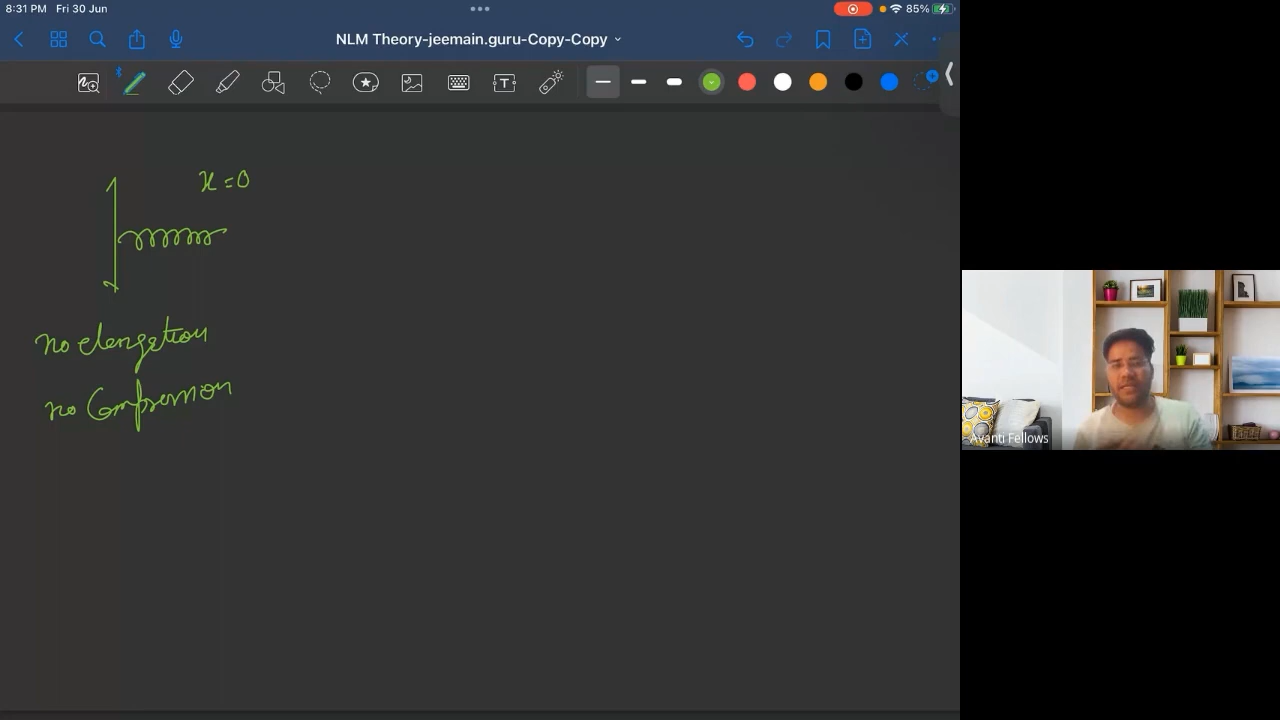 8:31 PM Fri 30 Jun
85%
NLM Theory-jeemain.guru-Copy-Copy
T
x = 0
no elongation
no Compression
Avanti Fellows